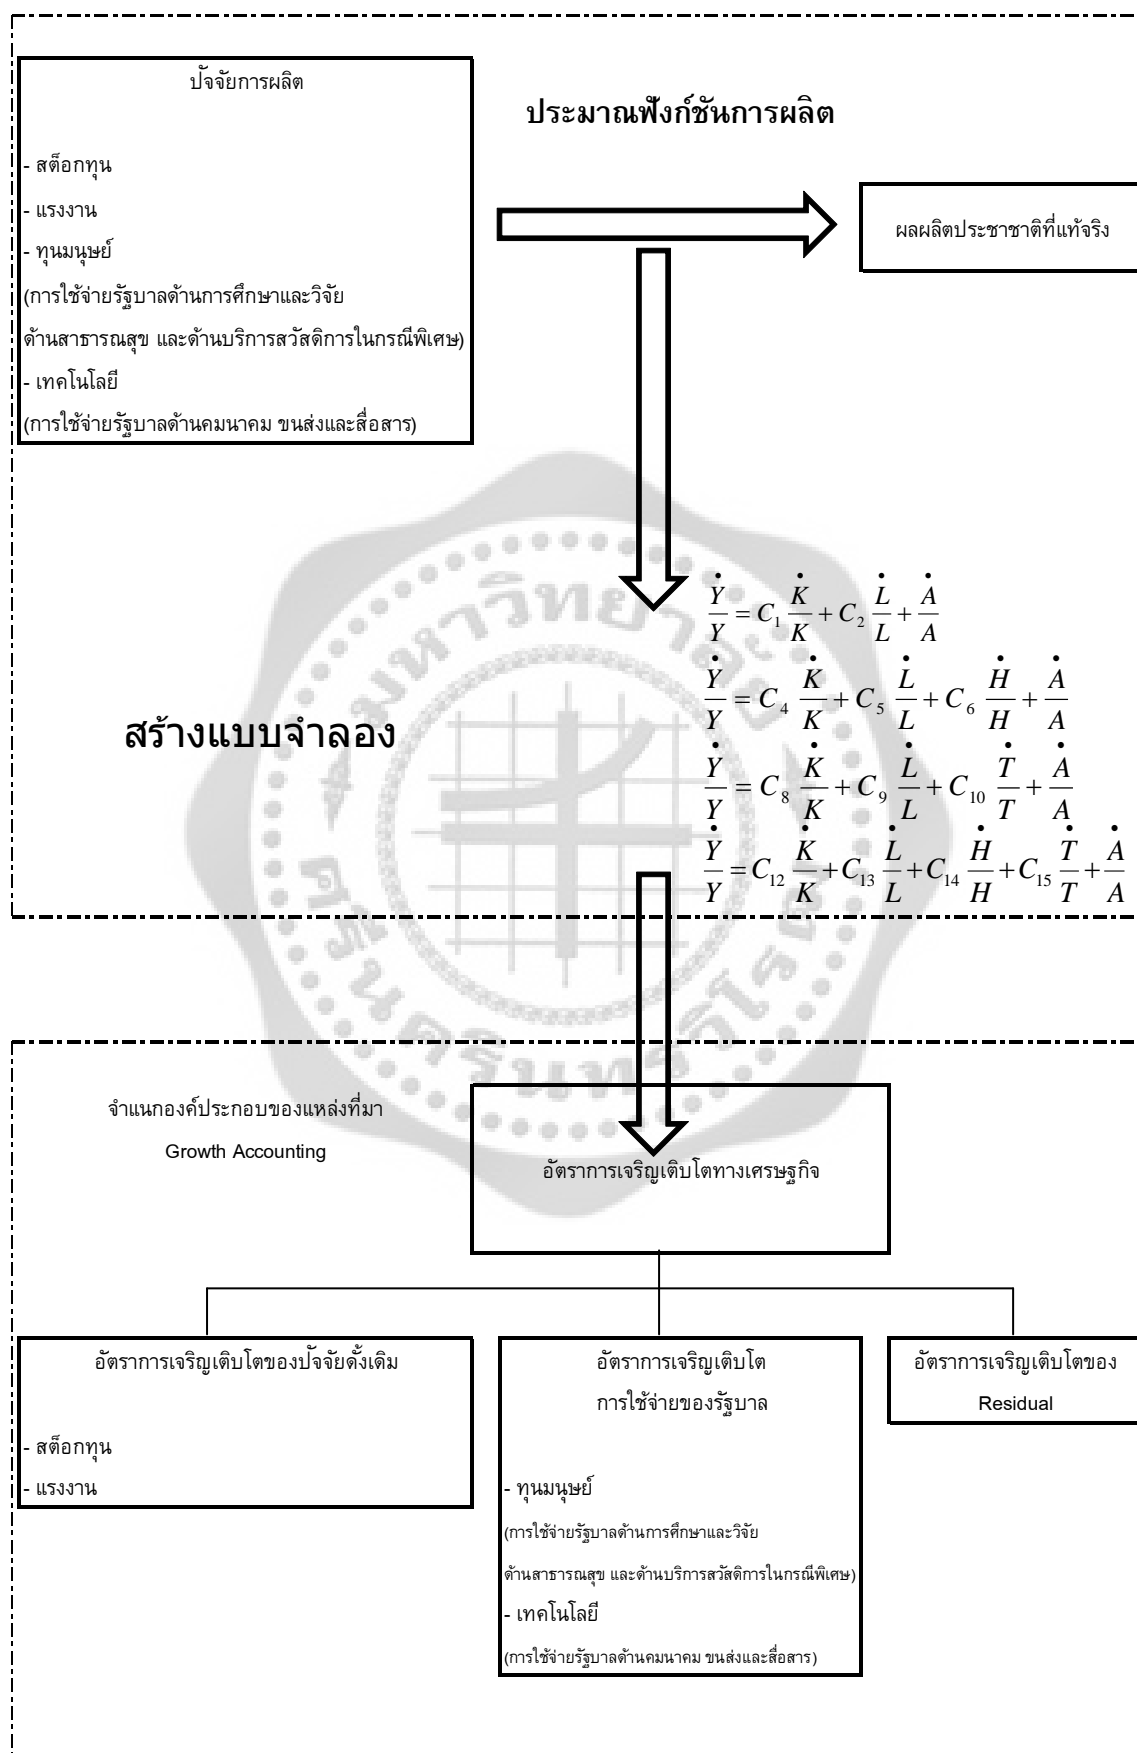 ปัจจัยการผลิต
- สต็อกทุน
- แรงงาน
- ทุนมนุษย์
(การใช้จ่ายรัฐบาลด้านการศึกษาและวิจัย
ด้านสาธารณสุข และด้านบริการสวัสดิการในกรณีพิเศษ)
- เทคโนโลยี
(การใช้จ่ายรัฐบาลด้านคมนาคม ขนส่งและสื่อสาร)
ประมาณฟังก์ชันการผลิต
ผลผลิตประชาชาติที่แท้จริง
มหาวิทยาลัย
ศรีนครินทรวิโรฒ
สร้างแบบจำลอง
Ẏ/Y = C₁ K̇/K + C₂ L̇/L + Ȧ/A
Ẏ/Y = C₄ K̇/K + C₅ L̇/L + C₆ Ḣ/H + Ȧ/A
Ẏ/Y = C₈ K̇/K + C₉ L̇/L + C₁₀ Ṫ/T + Ȧ/A
Ẏ/Y = C₁₂ K̇/K + C₁₃ L̇/L + C₁₄ Ḣ/H + C₁₅ Ṫ/T + Ȧ/A
จำแนกองค์ประกอบของแหล่งที่มา
Growth Accounting
อัตราการเจริญเติบโตทางเศรษฐกิจ
อัตราการเจริญเติบโตของปัจจัยดั้งเดิม
- สต็อกทุน
- แรงงาน
อัตราการเจริญเติบโต
การใช้จ่ายของรัฐบาล
- ทุนมนุษย์
(การใช้จ่ายรัฐบาลด้านการศึกษาและวิจัย
ด้านสาธารณสุข และด้านบริการสวัสดิการในกรณีพิเศษ)
- เทคโนโลยี
(การใช้จ่ายรัฐบาลด้านคมนาคม ขนส่งและสื่อสาร)
อัตราการเจริญเติบโตของ
Residual